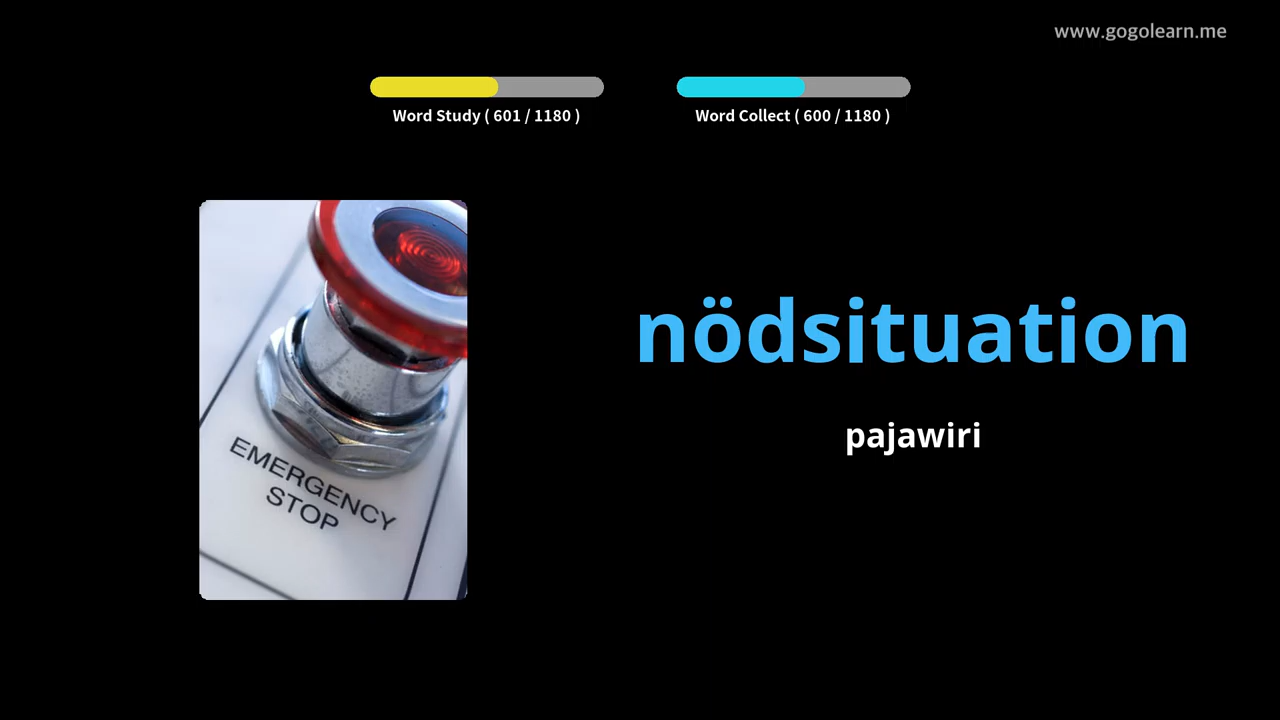 www.gogolearn.me
Word Study ( 601 / 1180 )
Word Collect ( 600 / 1180 )
EMERGENCY
STOP
nödsituation
pajawiri